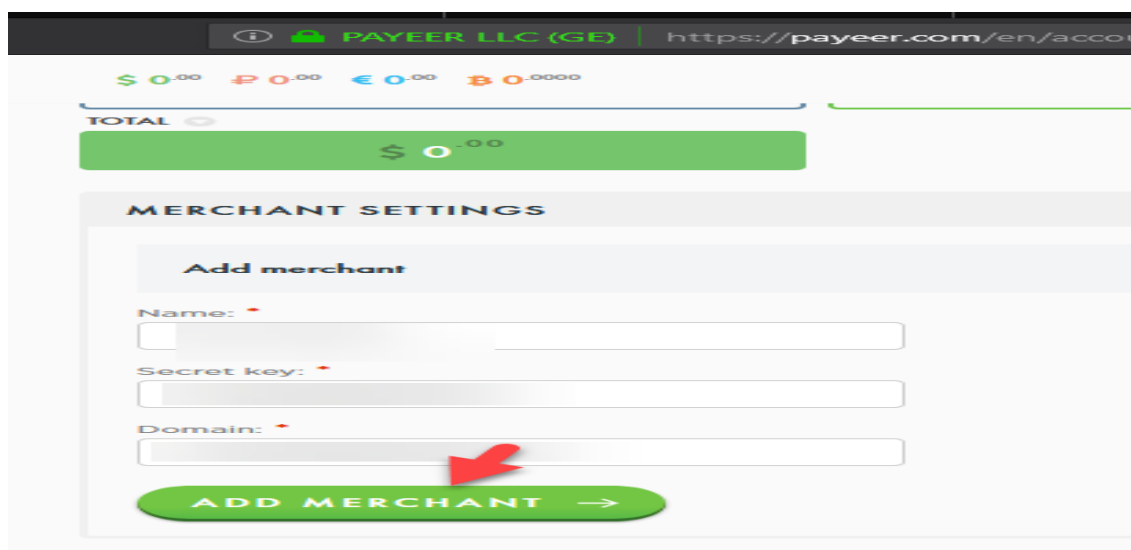 PAYEER LLC (GE) https://payeer.com/en/acco
$ 0.00 ₽ 0.00 € 0.00 ₿ 0.0000
TOTAL
$ 0.00
MERCHANT SETTINGS
Add merchant
Name: *
Secret key: *
Domain: *
ADD MERCHANT →